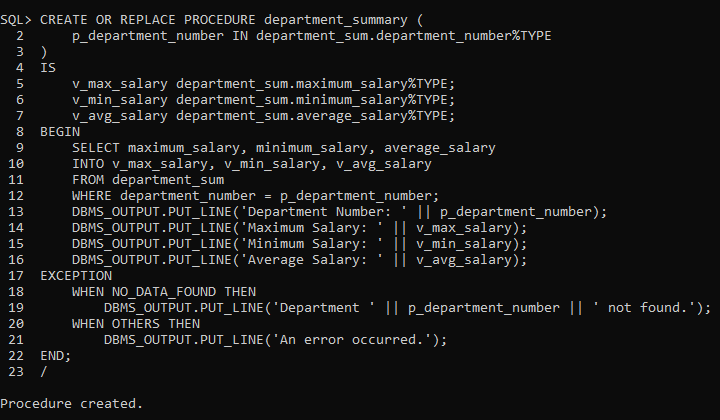 SQL> CREATE OR REPLACE PROCEDURE department_summary (
  2      p_department_number IN department_sum.department_number%TYPE
  3  )
  4  IS
  5      v_max_salary department_sum.maximum_salary%TYPE;
  6      v_min_salary department_sum.minimum_salary%TYPE;
  7      v_avg_salary department_sum.average_salary%TYPE;
  8  BEGIN
  9      SELECT maximum_salary, minimum_salary, average_salary
 10      INTO v_max_salary, v_min_salary, v_avg_salary
 11      FROM department_sum
 12      WHERE department_number = p_department_number;
 13      DBMS_OUTPUT.PUT_LINE('Department Number: ' || p_department_number);
 14      DBMS_OUTPUT.PUT_LINE('Maximum Salary: ' || v_max_salary);
 15      DBMS_OUTPUT.PUT_LINE('Minimum Salary: ' || v_min_salary);
 16      DBMS_OUTPUT.PUT_LINE('Average Salary: ' || v_avg_salary);
 17  EXCEPTION
 18      WHEN NO_DATA_FOUND THEN
 19          DBMS_OUTPUT.PUT_LINE('Department ' || p_department_number || ' not found.');
 20      WHEN OTHERS THEN
 21          DBMS_OUTPUT.PUT_LINE('An error occurred.');
 22  END;
 23  /
Procedure created.